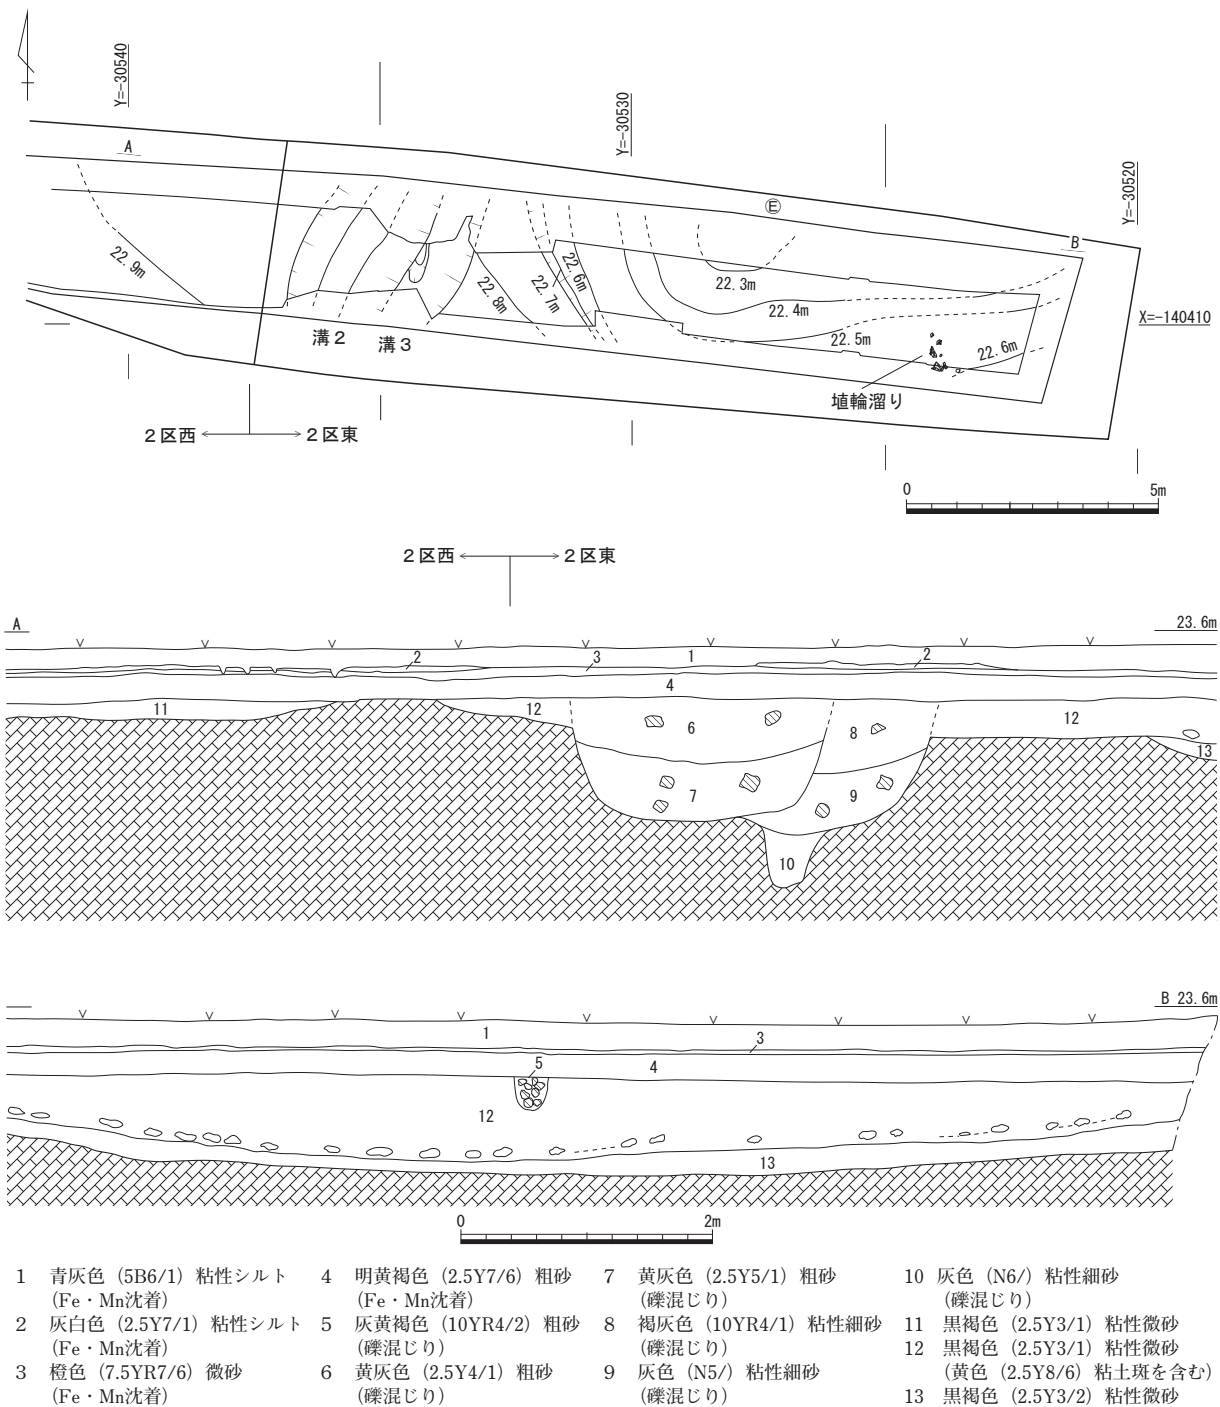 Y=-30540
Y=-30530
Y=-30520
A
Ⓔ
B
22.9m
22.8m
22.7m
22.6m
22.3m
22.4m
22.5m
22.6m
X=-140410
溝2
溝3
埴輪溜り
2区西
2区東
0
5m
2区西
2区東
A
23.6m
2
3
1
2
4
11
12
6
8
12
13
7
9
10
B 23.6m
1
3
5
4
12
13
0
2m
1 青灰色（5B6/1）粘性シルト
(Fe・Mn沈着)
2 灰白色（2.5Y7/1）粘性シルト
(Fe・Mn沈着)
3 橙色（7.5YR7/6）微砂
(Fe・Mn沈着)
4 明黄褐色（2.5Y7/6）粗砂
(Fe・Mn沈着)
5 灰黄褐色（10YR4/2）粗砂
(礫混じり)
6 黄灰色（2.5Y4/1）粗砂
(礫混じり)
7 黄灰色（2.5Y5/1）粗砂
(礫混じり)
8 褐灰色（10YR4/1）粘性細砂
(礫混じり)
9 灰色（N5/）粘性細砂
(礫混じり)
10 灰色（N6/）粘性細砂
(礫混じり)
11 黒褐色（2.5Y3/1）粘性微砂
12 黒褐色（2.5Y3/1）粘性微砂
(黄色（2.5Y8/6）粘土斑を含む)
13 黒褐色（2.5Y3/2）粘性微砂